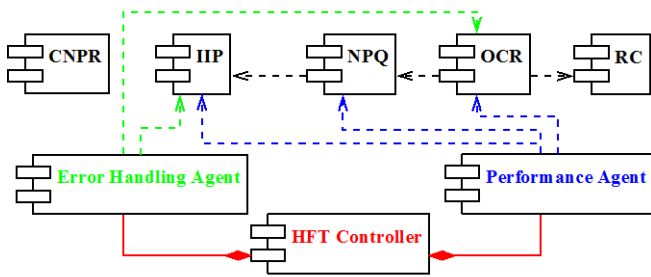 CNPR
IIP
NPQ
OCR
RC
Error Handling Agent
Performance Agent
HFT Controller